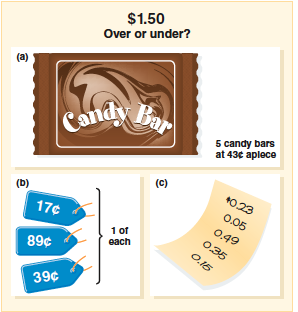 $1.50
Over or under?
(a)
Candy Bar
5 candy bars
at 43¢ apiece
(b)
17¢
89¢
39¢
1 of
each
(c)
$0.23
0.05
0.49
0.35
0.15